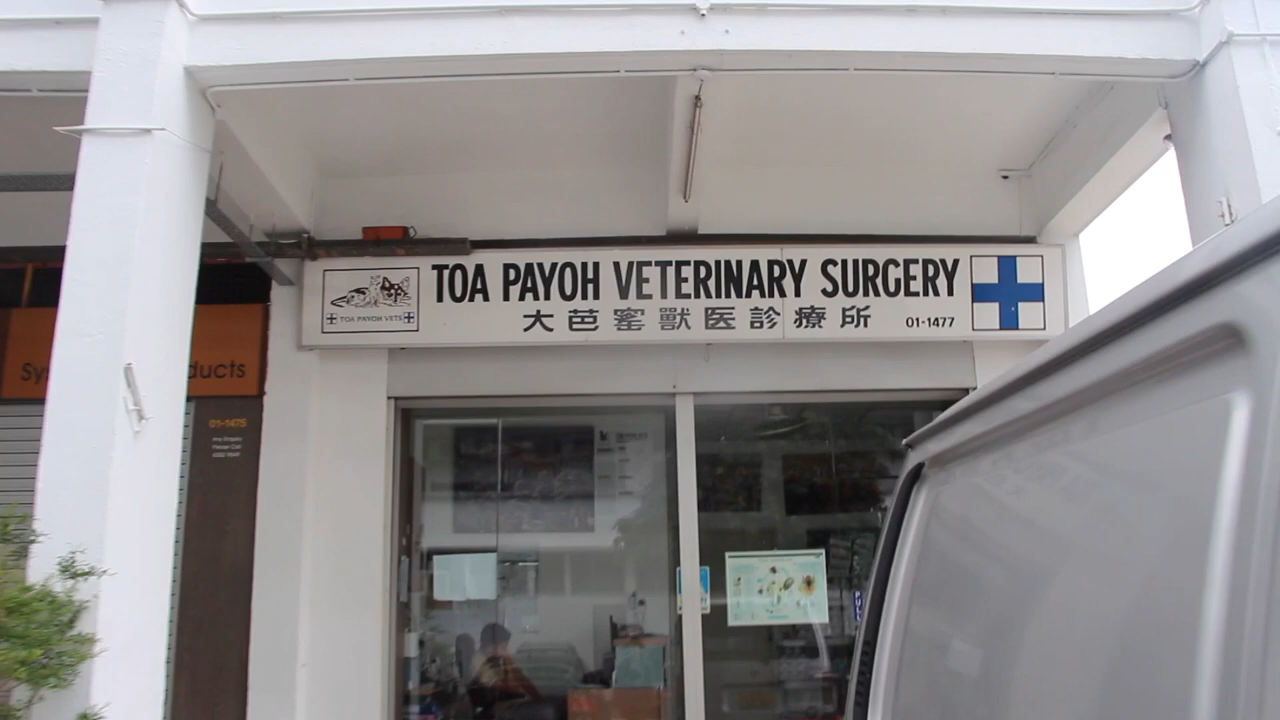 TOA PAYOH VETERINARY SURGERY
大芭窰獸医診療所 01-1477
TOA PAYOH VETS
Sy ducts
01-1475